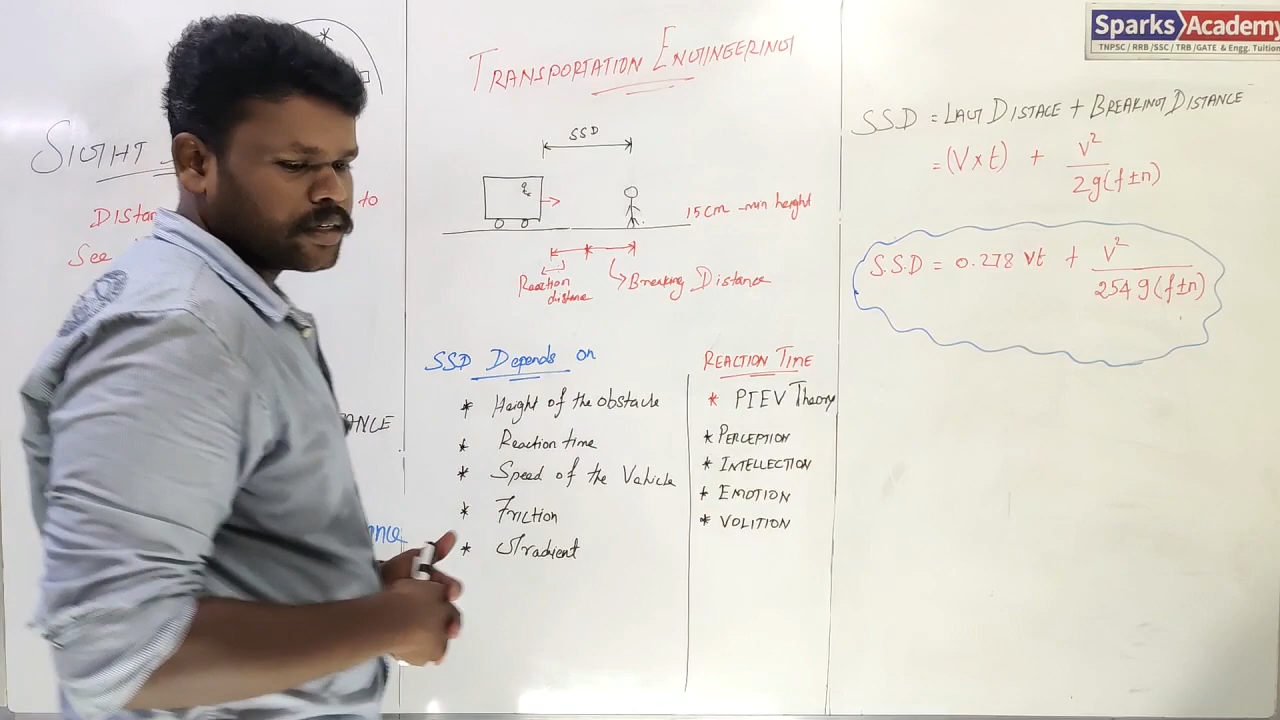 Sparks Academy
TNPSC / RRB / SSC / TRB / GATE & Engg. Tuition
TRANSPORTATION ENGINEERING
SIGHT
Distan
to
See
ANCE
ance
SSD
15cm -min height
Reaction distance
Breaking Distance
SSD Depends on
* Height of the obstacle
* Reaction time
* Speed of the Vehicle
* Friction
* Gradient
REACTION TIME
* PIEV Theory
* PERCEPTION
* INTELLECTION
* EMOTION
* VOLITION
SSD = LAG DISTACE + BREAKING DISTANCE
= (V x t) + V² / 2g(f±n)
S.S.D = 0.278 Vt + V² / 254 g(f±n)